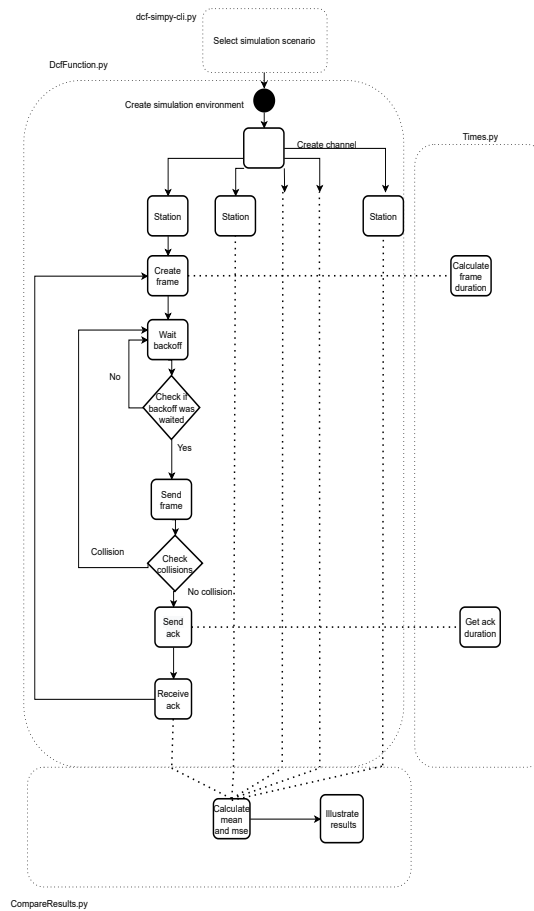 dcf-simpy-cli.py
Select simulation scenario
DcfFunction.py
Create simulation environment
Times.py
Create channel
Station
Station
Station
Create
frame
Calculate
frame
duration
Wait
backoff
No
Check if
backoff was
waited
Yes
Send
frame
Collision
Check
collisions
No collision
Send
ack
Get ack
duration
Receive
ack
Calculate
mean
and mse
Illustrate
results
CompareResults.py